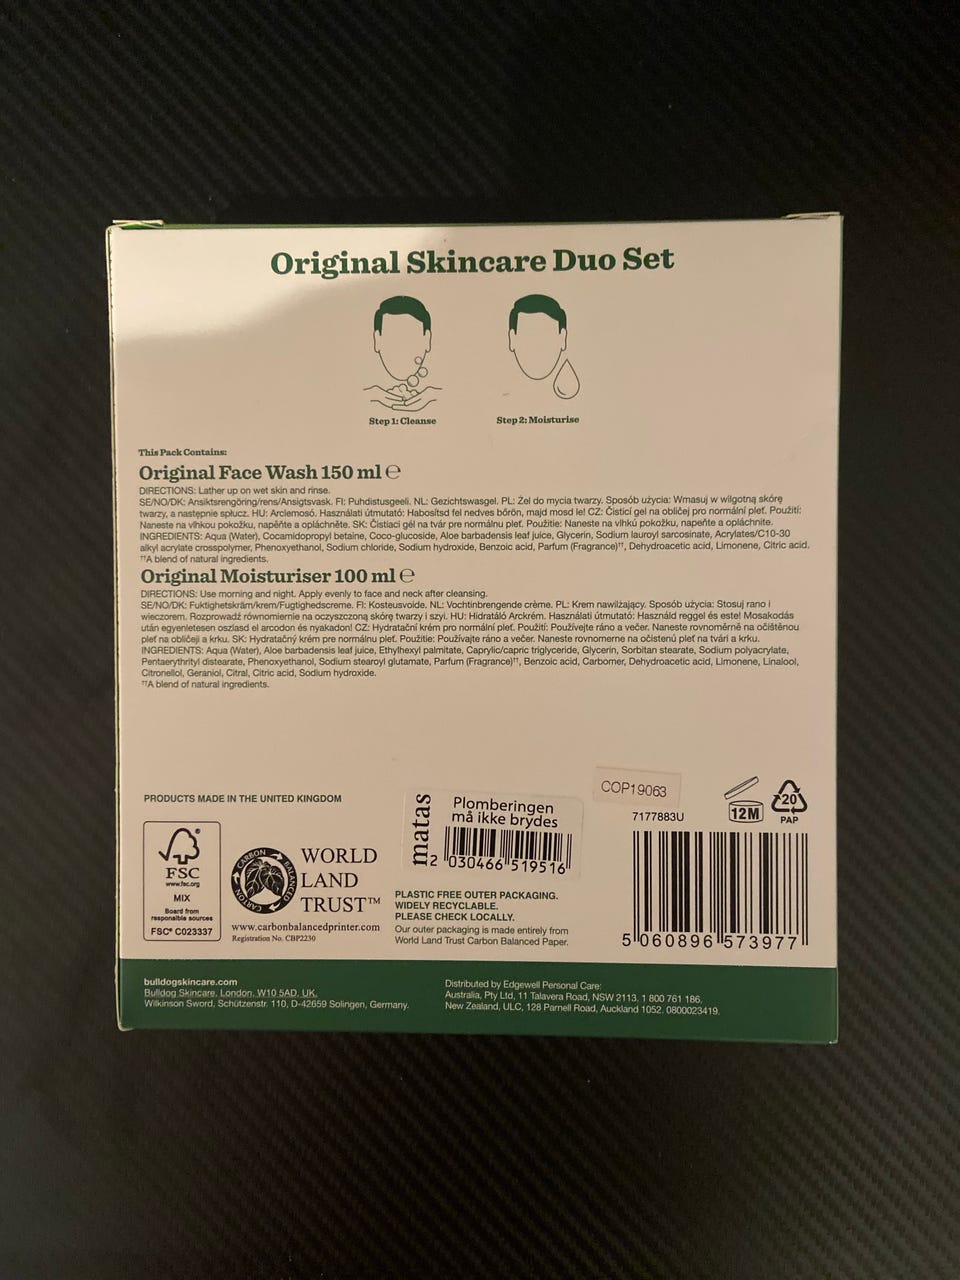 Original Skincare Duo Set
Step 1: Cleanse
Step 2: Moisturise
This Pack Contains:
Original Face Wash 150 ml ℮
DIRECTIONS: Lather up on wet skin and rinse.
SE/NO/DK: Ansiktsrengöring/rens/Ansigtsvask. FI: Puhdistusgeeli. NL: Gezichtswasgel. PL: Żel do mycia twarzy. Sposób użycia: Wmasuj w wilgotną skórę
twarzy, a następnie spłucz. HU: Arclemosó. Használati útmutató: Habosítsd fel nedves bőrön, majd mosd le! CZ: Čisticí gel na obličej pro normální pleť. Použití:
Naneste na vlhkou pokožku, napěňte a opláchněte. SK: Čistiaci gél na tvár pre normálnu pleť. Použitie: Naneste na vlhkú pokožku, napeňte a opláchnite.
INGREDIENTS: Aqua (Water), Cocamidopropyl betaine, Coco-glucoside, Aloe barbadensis leaf juice, Glycerin, Sodium lauroyl sarcosinate, Acrylates/C10-30
alkyl acrylate crosspolymer, Phenoxyethanol, Sodium chloride, Sodium hydroxide, Benzoic acid, Parfum (Fragrance)††, Dehydroacetic acid, Limonene, Citric acid.
††A blend of natural ingredients.
Original Moisturiser 100 ml ℮
DIRECTIONS: Use morning and night. Apply evenly to face and neck after cleansing.
SE/NO/DK: Fuktighetskräm/krem/Fugtighedscreme. FI: Kosteusvoide. NL: Vochtinbrengende crème. PL: Krem nawilżający. Sposób użycia: Stosuj rano i
wieczorem. Rozprowadź równomiernie na oczyszczoną skórę twarzy i szyi. HU: Hidratáló Arckrém. Használati útmutató: Használd reggel és este! Mosakodás
után egyenletesen oszlasd el arcodon és nyakadon! CZ: Hydratační krém pro normální pleť. Použití: Používejte ráno a večer. Naneste rovnoměrně na očištěnou
pleť na obličeji a krku. SK: Hydratačný krém pre normálnu pleť. Použitie: Používajte ráno a večer. Naneste rovnomerne na očistenú pleť na tvári a krku.
INGREDIENTS: Aqua (Water), Aloe barbadensis leaf juice, Ethylhexyl palmitate, Caprylic/capric triglyceride, Glycerin, Sorbitan stearate, Sodium polyacrylate,
Pentaerythrityl distearate, Phenoxyethanol, Sodium stearoyl glutamate, Parfum (Fragrance)††, Benzoic acid, Carbomer, Dehydroacetic acid, Limonene, Linalool,
Citronellol, Geraniol, Citral, Citric acid, Sodium hydroxide.
††A blend of natural ingredients.
PRODUCTS MADE IN THE UNITED KINGDOM
FSC®
www.fsc.org
MIX
Board from
responsible sources
FSC® C023337
CARBON BALANCED
CARTON
WORLD
LAND
TRUST™
www.carbonbalancedprinter.com
Registration No. CBP2230
matas
Plomberingen
må ikke brydes
2 030466 519516
PLASTIC FREE OUTER PACKAGING.
WIDELY RECYCLABLE.
PLEASE CHECK LOCALLY.
Our outer packaging is made entirely from
World Land Trust Carbon Balanced Paper.
COP19063
7177883U
12M
20
PAP
5 060896 573977
bulldogskincare.com
Bulldog Skincare, London, W10 5AD, UK.
Wilkinson Sword, Schützenstr. 110, D-42659 Solingen, Germany.
Distributed by Edgewell Personal Care:
Australia, Pty Ltd, 11 Talavera Road, NSW 2113. 1 800 761 186.
New Zealand, ULC, 128 Parnell Road, Auckland 1052. 0800023419.